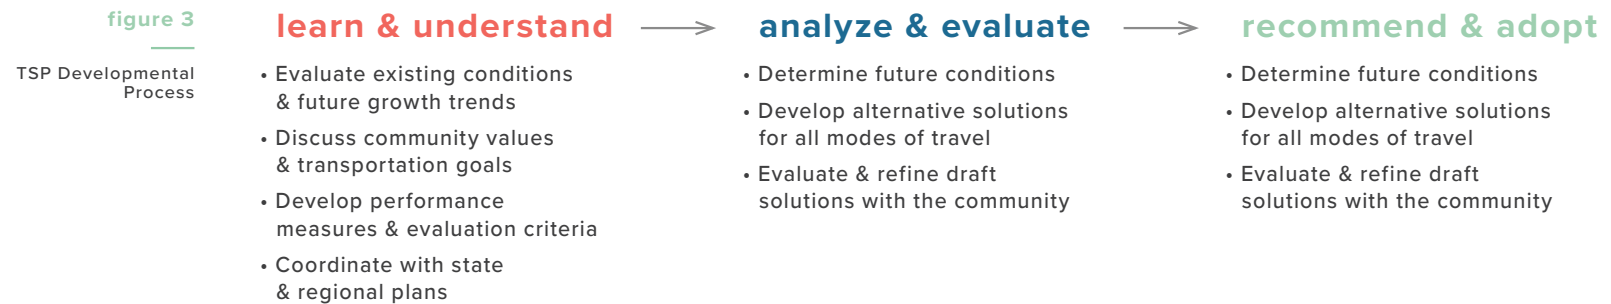 figure 3
TSP Developmental
Process
learn & understand
• Evaluate existing conditions
& future growth trends
• Discuss community values
& transportation goals
• Develop performance
measures & evaluation criteria
• Coordinate with state
& regional plans
analyze & evaluate
• Determine future conditions
• Develop alternative solutions
for all modes of travel
• Evaluate & refine draft
solutions with the community
recommend & adopt
• Determine future conditions
• Develop alternative solutions
for all modes of travel
• Evaluate & refine draft
solutions with the community